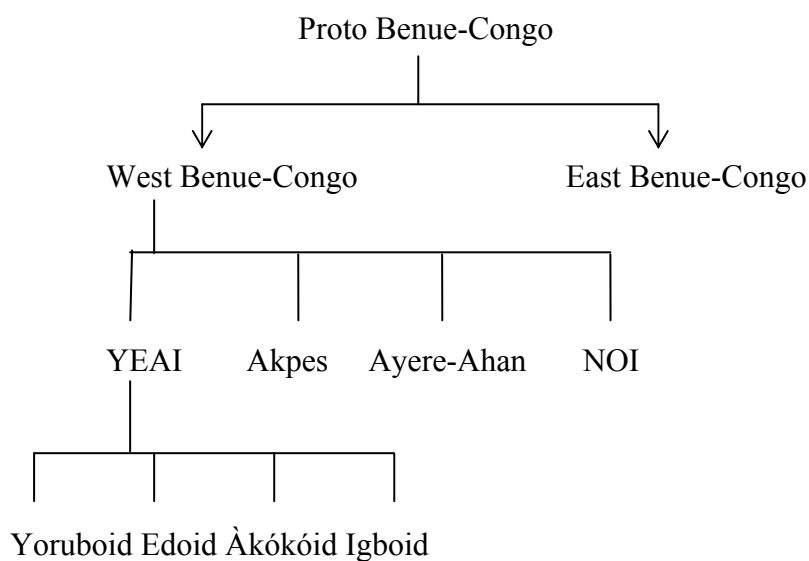 Proto Benue-Congo
West Benue-Congo East Benue-Congo
YEAI Akpes Ayere-Ahan NOI
Yoruboid Edoid Àkókóid Igboid